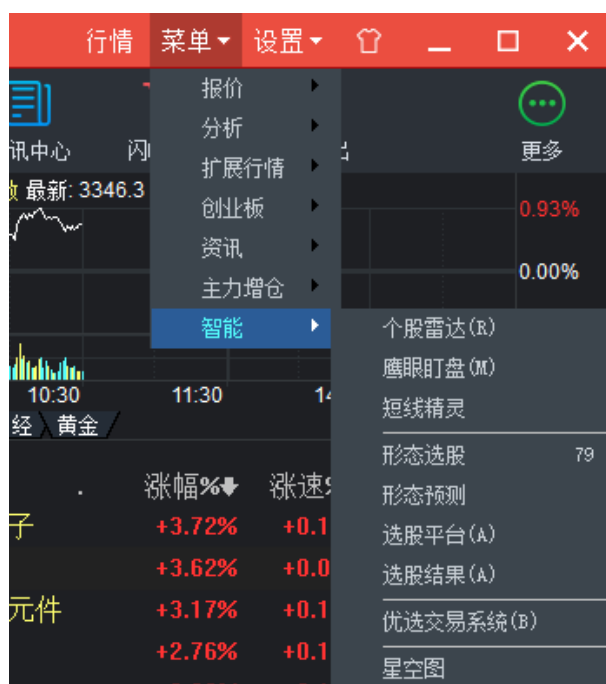 行情 菜单 设置
报价
分析
讯中心 闪 扩展行情 更多
最新: 3346.3 创业板 0.93%
资讯
主力增仓 0.00%
智能
个股雷达(R)
鹰眼盯盘(M)
10:30 11:30 14
短线精灵
经 黄金
形态选股 79
涨幅% 涨速%
形态预测
子 +3.72% +0.1
选股平台(A)
+3.62% +0.0
选股结果(A)
元件 +3.17% +0.1
优选交易系统(B)
+2.76% +0.1
星空图